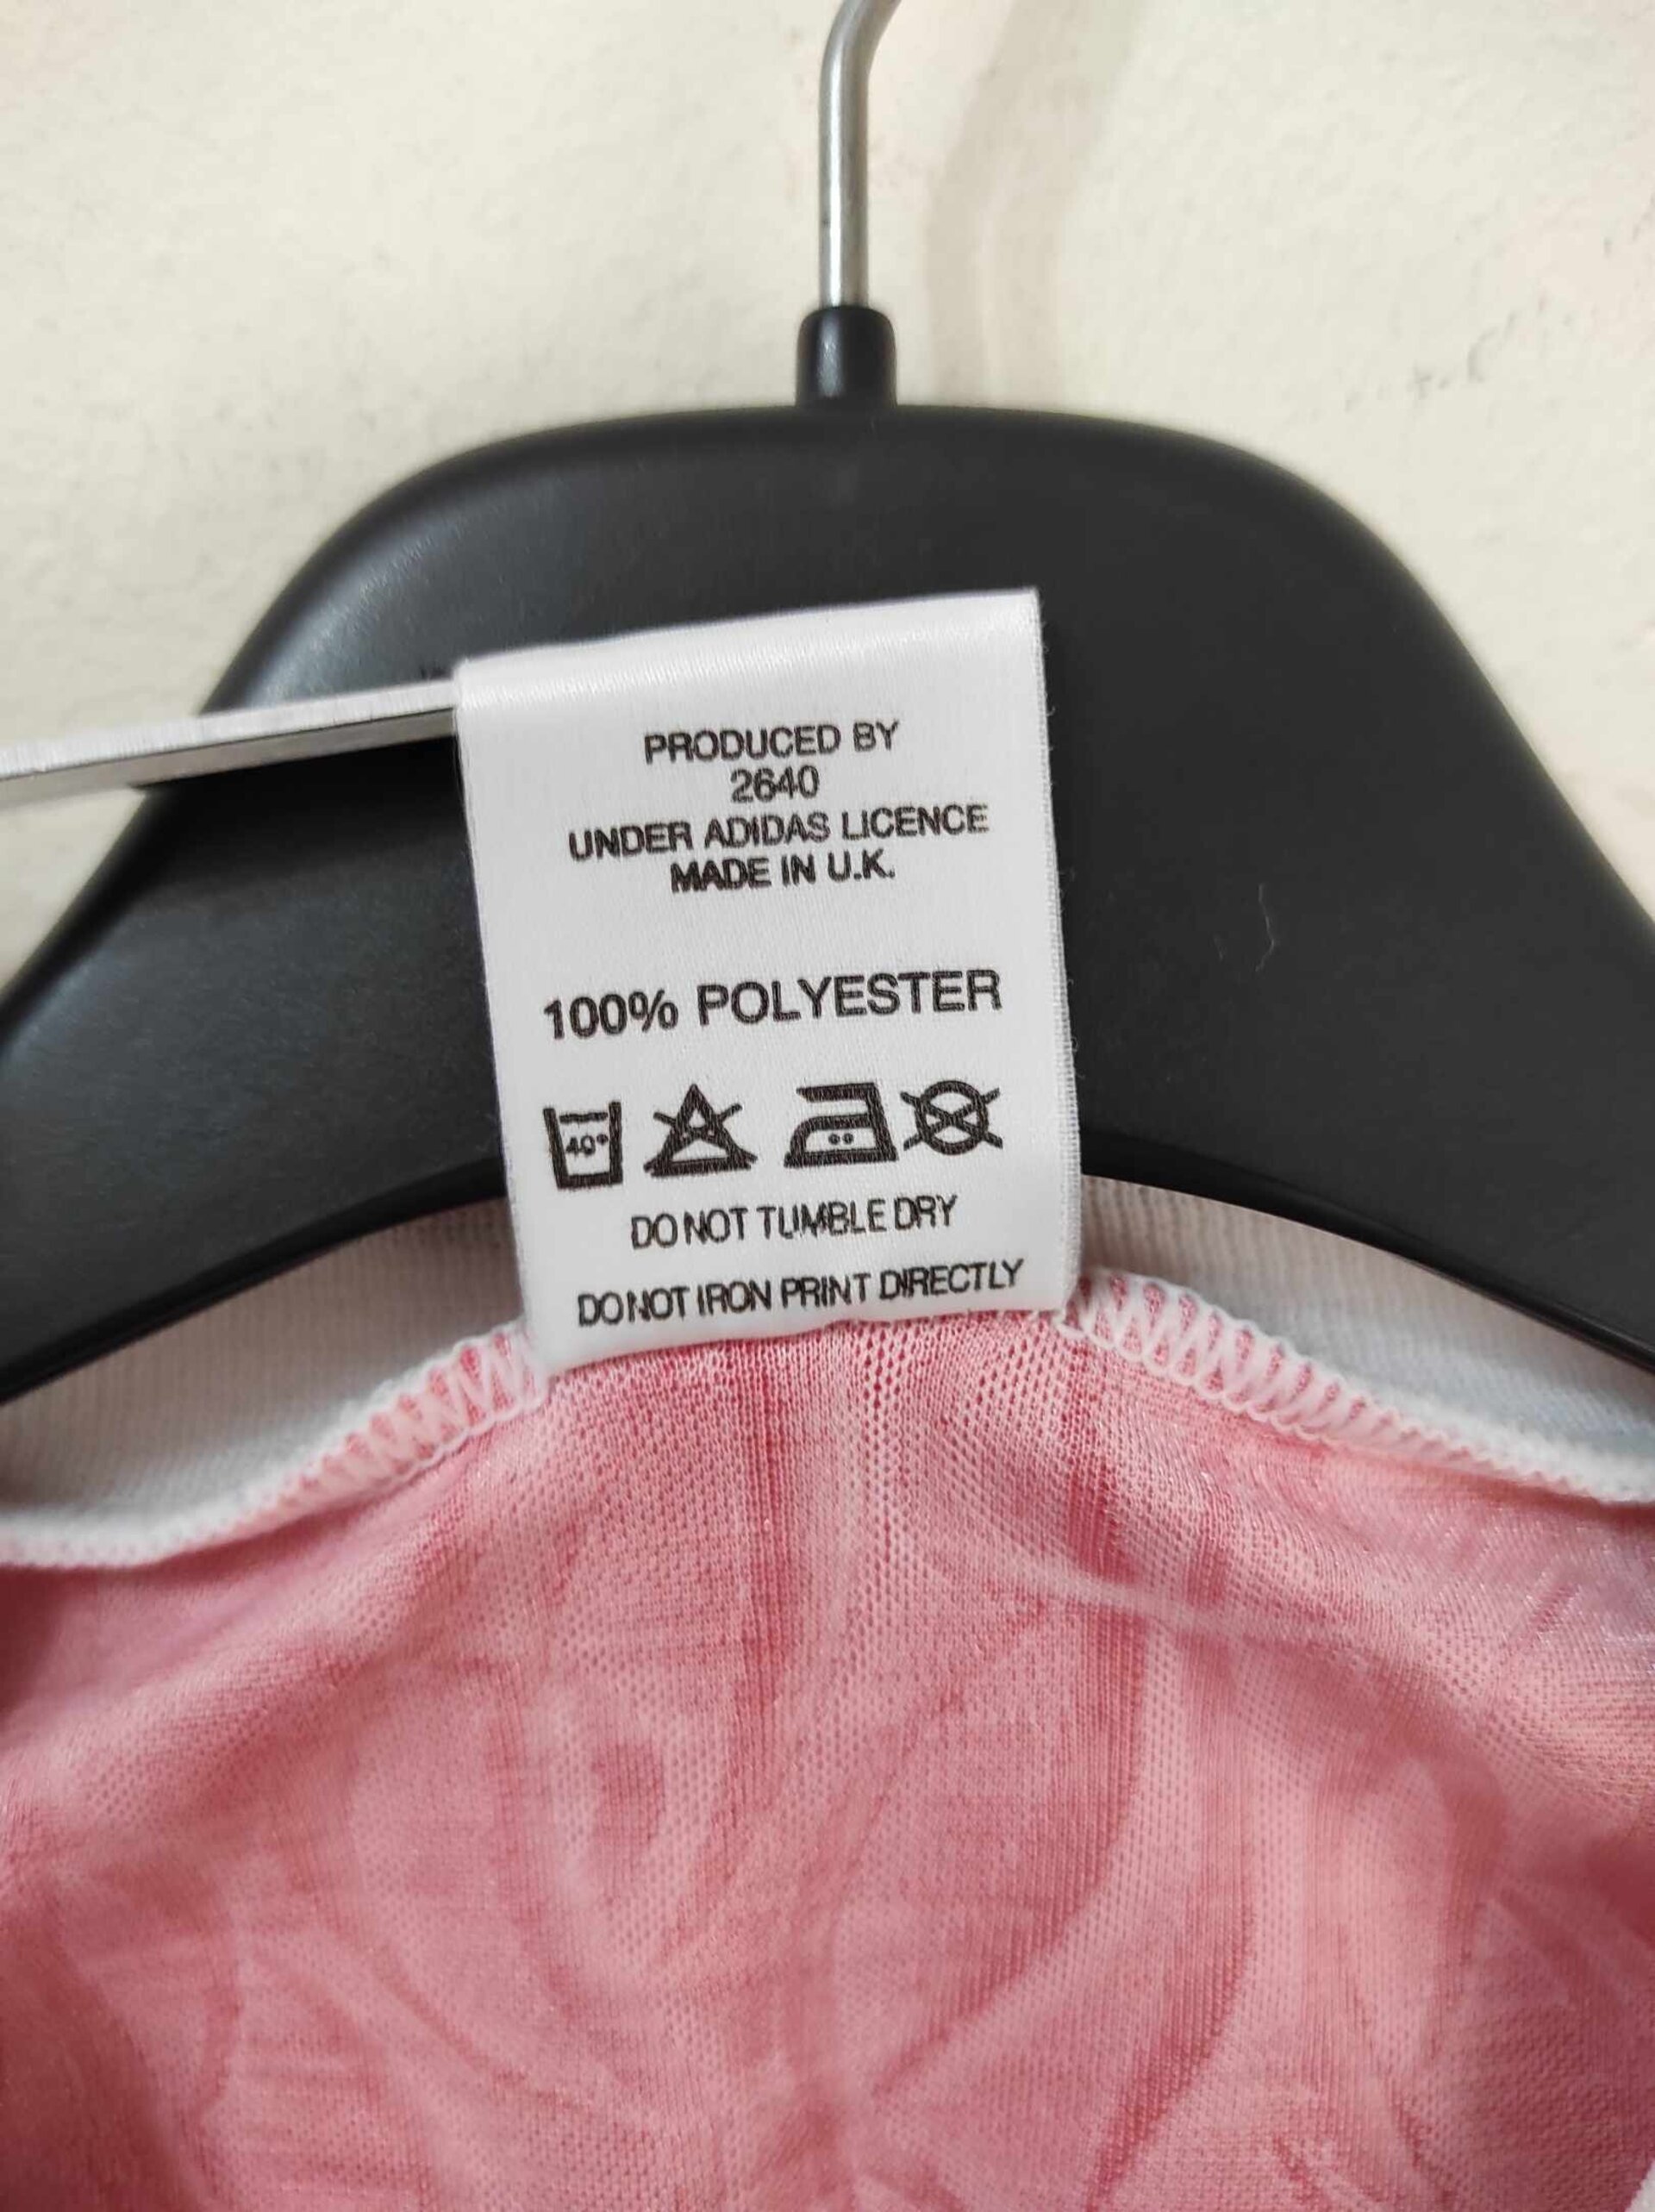 PRODUCED BY
2640
UNDER ADIDAS LICENCE
MADE IN U.K.
100% POLYESTER
40°
DO NOT TUMBLE DRY
DO NOT IRON PRINT DIRECTLY